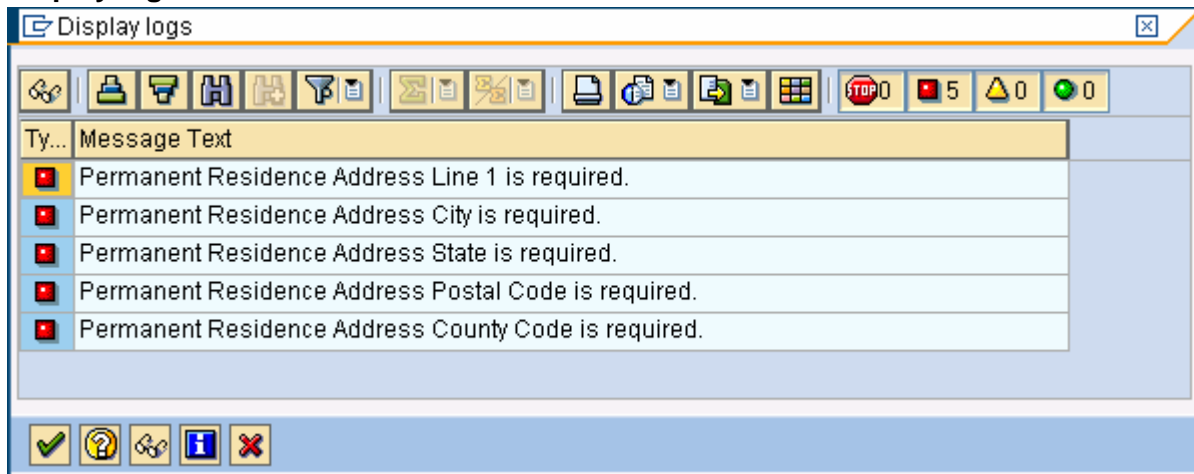 Display logs
STOP 0 5 0 0
Ty... Message Text
Permanent Residence Address Line 1 is required.
Permanent Residence Address City is required.
Permanent Residence Address State is required.
Permanent Residence Address Postal Code is required.
Permanent Residence Address County Code is required.